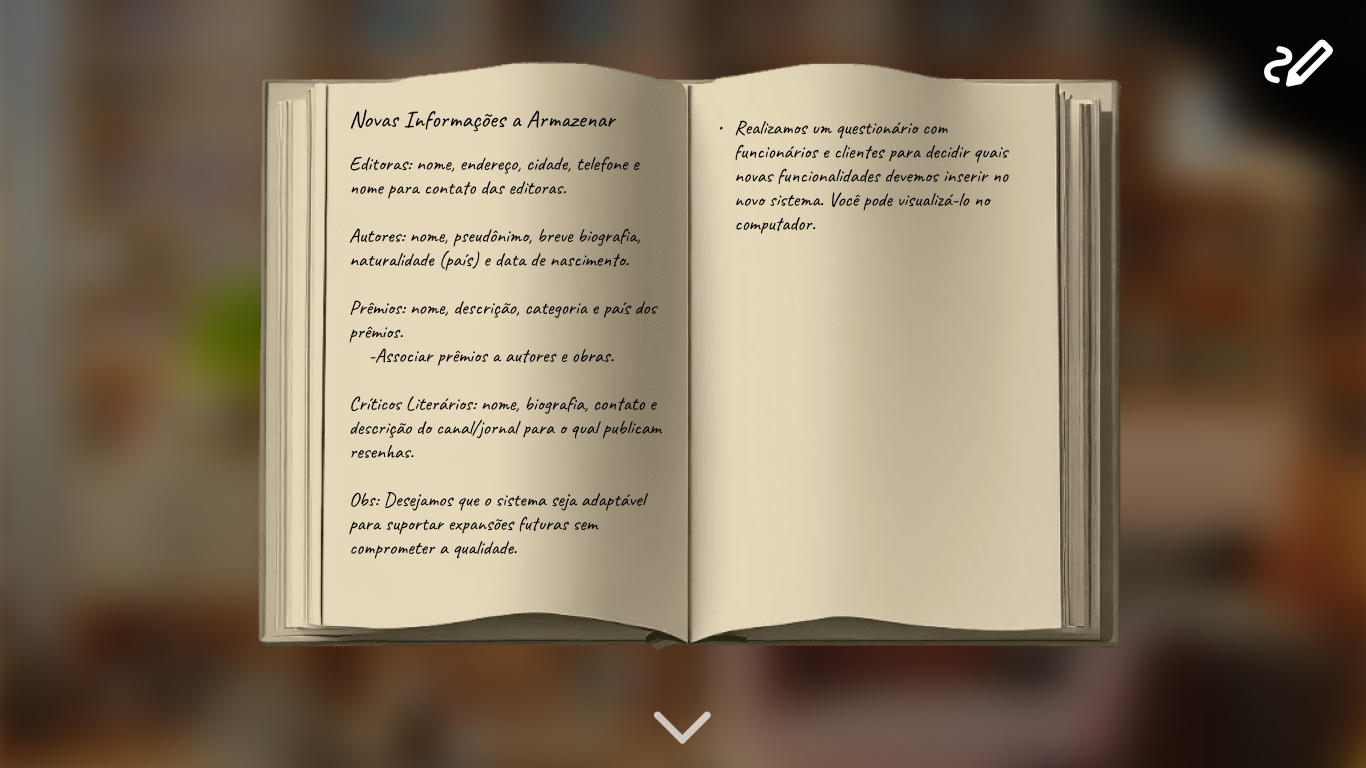 Novas Informações a Armazenar
Editoras: nome, endereço, cidade, telefone e
nome para contato das editoras.
Autores: nome, pseudônimo, breve biografia,
naturalidade (país) e data de nascimento.
Prêmios: nome, descrição, categoria e país dos
prêmios.
-Associar prêmios a autores e obras.
Críticos Literários: nome, biografia, contato e
descrição do canal/jornal para o qual publicam
resenhas.
Obs: Desejamos que o sistema seja adaptável
para suportar expansões futuras sem
comprometer a qualidade.
• Realizamos um questionário com
funcionários e clientes para decidir quais
novas funcionalidades devemos inserir no
novo sistema. Você pode visualizá-lo no
computador.